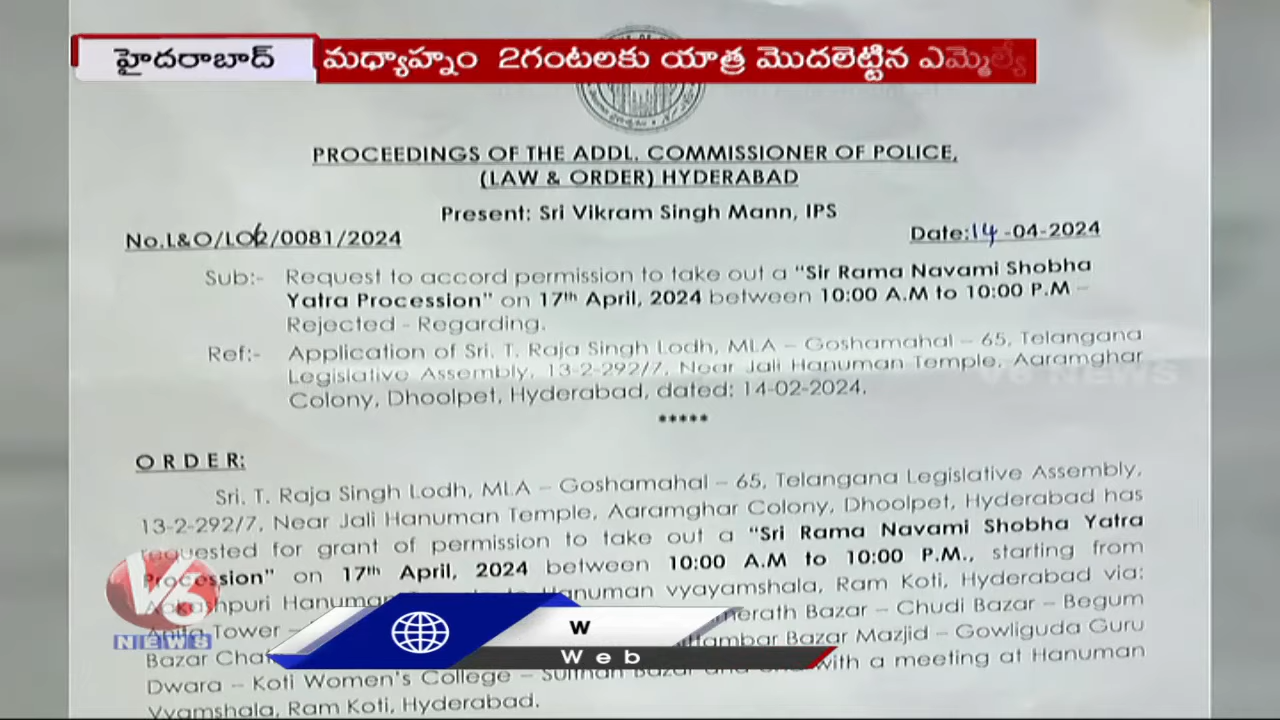 హైదరాబాద్
మధ్యాహ్నం 2గంటలకు యాత్ర మొదలెట్టిన ఎమ్మెల్యే
PROCEEDINGS OF THE ADDL. COMMISSIONER OF POLICE,
(LAW & ORDER) HYDERABAD
Present: Sri Vikram Singh Mann, IPS
No.L&O/LO2/0081/2024
Date:14-04-2024
Sub:- Request to accord permission to take out a "Sir Rama Navami Shobha
Yatra Procession" on 17th April, 2024 between 10:00 A.M to 10:00 P.M –
Rejected - Regarding.
Ref:- Application of Sri. T. Raja Singh Lodh, MLA – Goshamahal – 65, Telangana
Legislative Assembly, 13-2-292/7, Near Jali Hanuman Temple, Aaramghar
Colony, Dhoolpet, Hyderabad, dated: 14-02-2024.
V6 NEWS
*****
ORDER:
Sri. T. Raja Singh Lodh, MLA – Goshamahal – 65, Telangana Legislative Assembly,
13-2-292/7, Near Jali Hanuman Temple, Aaramghar Colony, Dhoolpet, Hyderabad has
requested for grant of permission to take out a "Sri Rama Navami Shobha Yatra
Procession" on 17th April, 2024 between 10:00 A.M to 10:00 P.M., starting from
Hanuman Hanuman vyayamshala, Ram Koti, Hyderabad via:
Tower – Bazar – Chudi Bazar – Begum
Bazar Bazar Mazjid – Gowliguda Guru
Dwara – Koti Women's College – with a meeting at Hanuman
Vyamshala, Ram Koti, Hyderabad.
V6
NEWS
W
Web